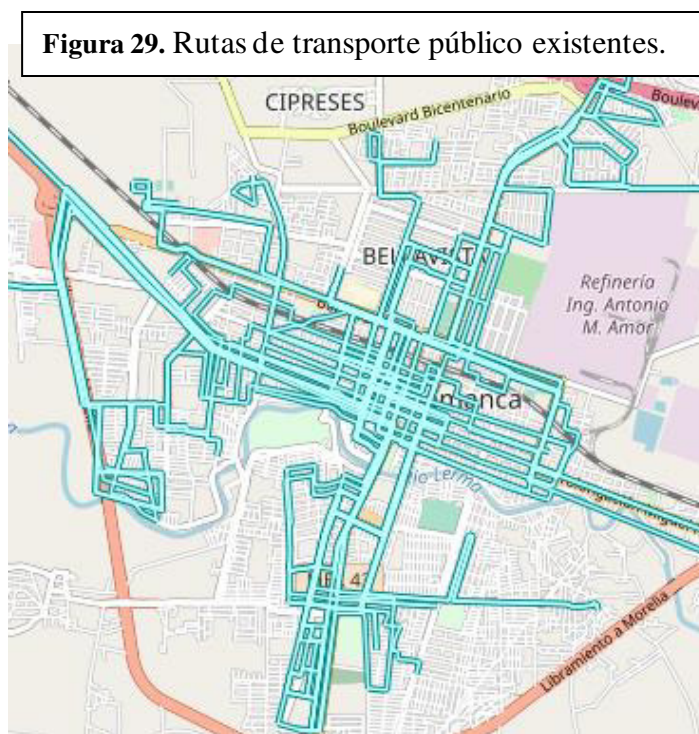 Figura 29. Rutas de transporte público existentes.
CIPRESES
Boulevard Bicentenario
Boulev
Refinería
Ing. Antonio
M. Amor
Río Lerma
Libramiento a Morelia